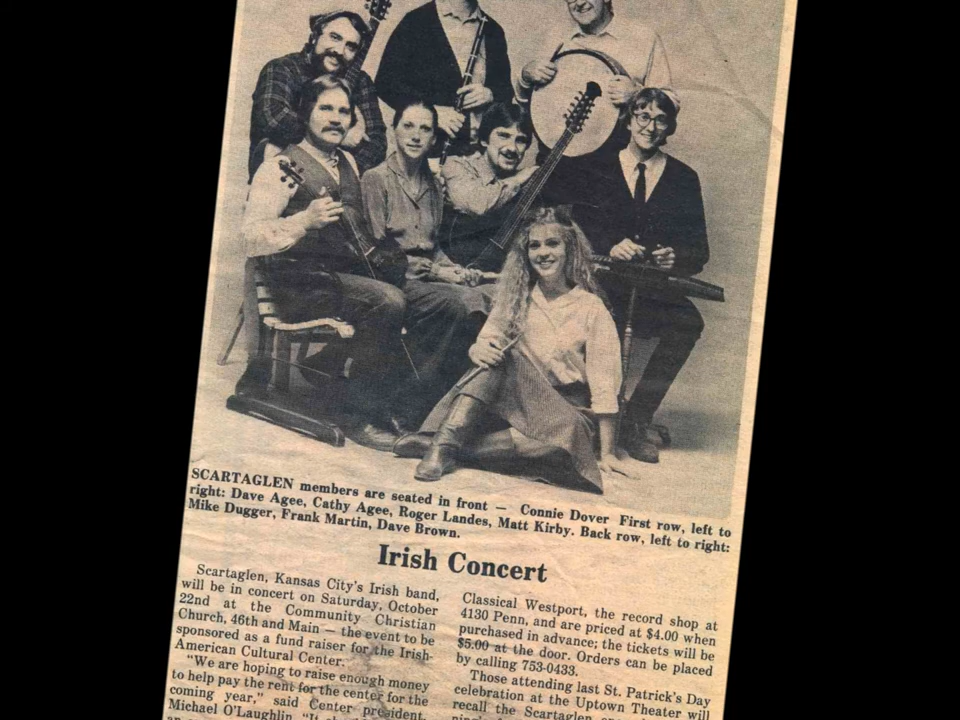 SCARTAGLEN members are seated in front — Connie Dover First row, left to
right: Dave Agee, Cathy Agee, Roger Landes, Matt Kirby. Back row, left to right:
Mike Dugger, Frank Martin, Dave Brown.
Irish Concert
Scartaglen, Kansas City's Irish band,
will be in concert on Saturday, October
22nd at the Community Christian
Church, 46th and Main — the event to be
sponsored as a fund raiser for the Irish-
American Cultural Center.
"We are hoping to raise enough money
to help pay the rent for the center for the
coming year," said Center president,
Michael O'Laughlin. "It
Classical Westport, the record shop at
4130 Penn, and are priced at $4.00 when
purchased in advance; the tickets will be
$5.00 at the door. Orders can be placed
by calling 753-0433.
Those attending last St. Patrick's Day
celebration at the Uptown Theater will
recall the Scartaglen